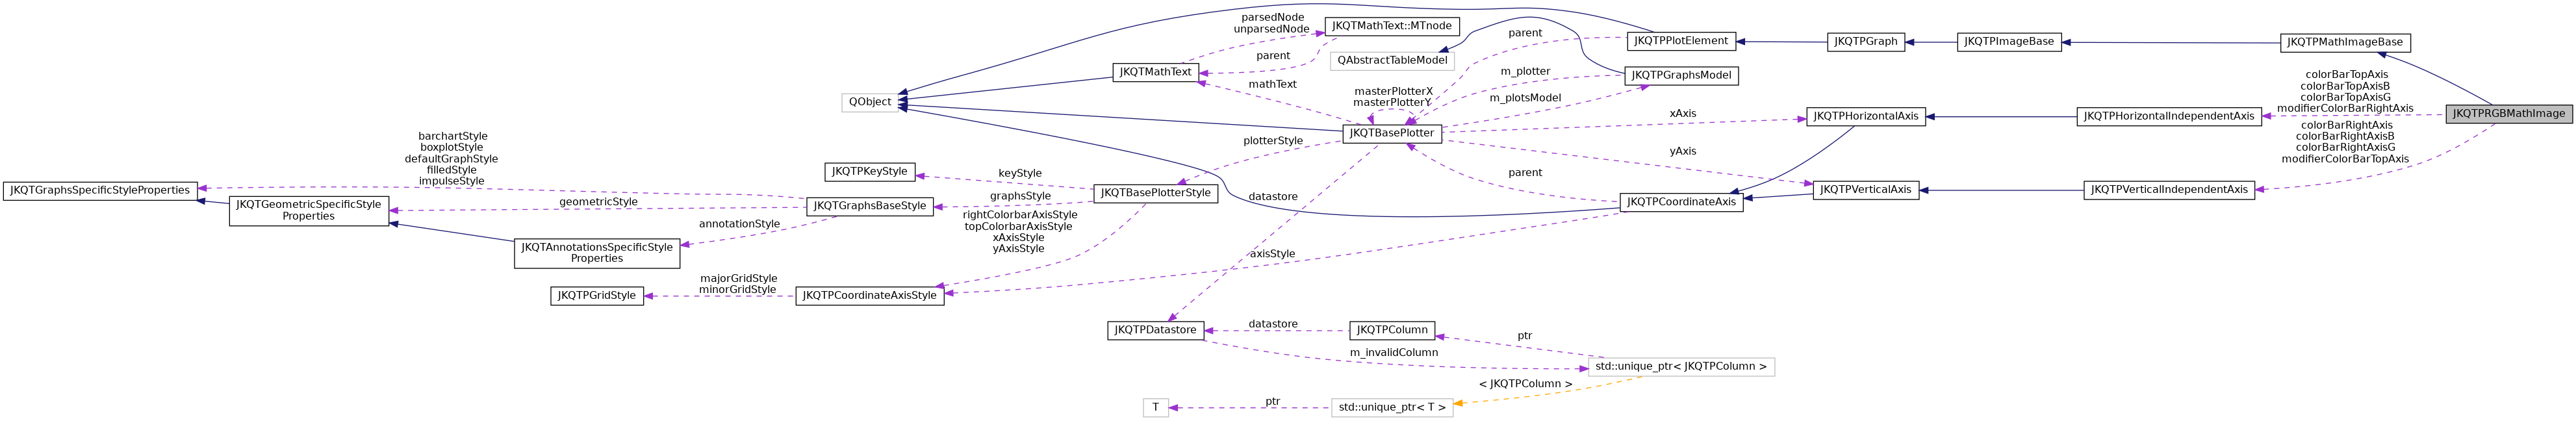 parsedNode
unparsedNode
JKQTMathText::MTnode
parent
JKQTPPlotElement
JKQTPGraph
JKQTPImageBase
JKQTPMathImageBase
parent
QAbstractTableModel
JKQTMathText
m_plotter
JKQTPGraphsModel
colorBarTopAxis
colorBarTopAxisB
colorBarTopAxisG
modifierColorBarRightAxis
mathText
masterPlotterX
masterPlotterY
m_plotsModel
QObject
xAxis
JKQTPHorizontalAxis
JKQTPHorizontalIndependentAxis
JKQTPRGBMathImage
JKQTBasePlotter
colorBarRightAxis
colorBarRightAxisB
colorBarRightAxisG
modifierColorBarTopAxis
barchartStyle
boxplotStyle
defaultGraphStyle
filledStyle
impulseStyle
plotterStyle
yAxis
JKQTPKeyStyle
keyStyle
parent
JKQTGraphsSpecificStyleProperties
JKQTBasePlotterStyle
JKQTPVerticalAxis
JKQTPVerticalIndependentAxis
JKQTGeometricSpecificStyle
Properties
geometricStyle
JKQTGraphsBaseStyle
graphsStyle
datastore
JKQTPCoordinateAxis
annotationStyle
rightColorbarAxisStyle
topColorbarAxisStyle
xAxisStyle
yAxisStyle
JKQTAnnotationsSpecificStyle
Properties
axisStyle
majorGridStyle
minorGridStyle
JKQTPGridStyle
JKQTPCoordinateAxisStyle
JKQTPDatastore
datastore
JKQTPColumn
ptr
m_invalidColumn
std::unique_ptr< JKQTPColumn >
< JKQTPColumn >
T
ptr
std::unique_ptr< T >